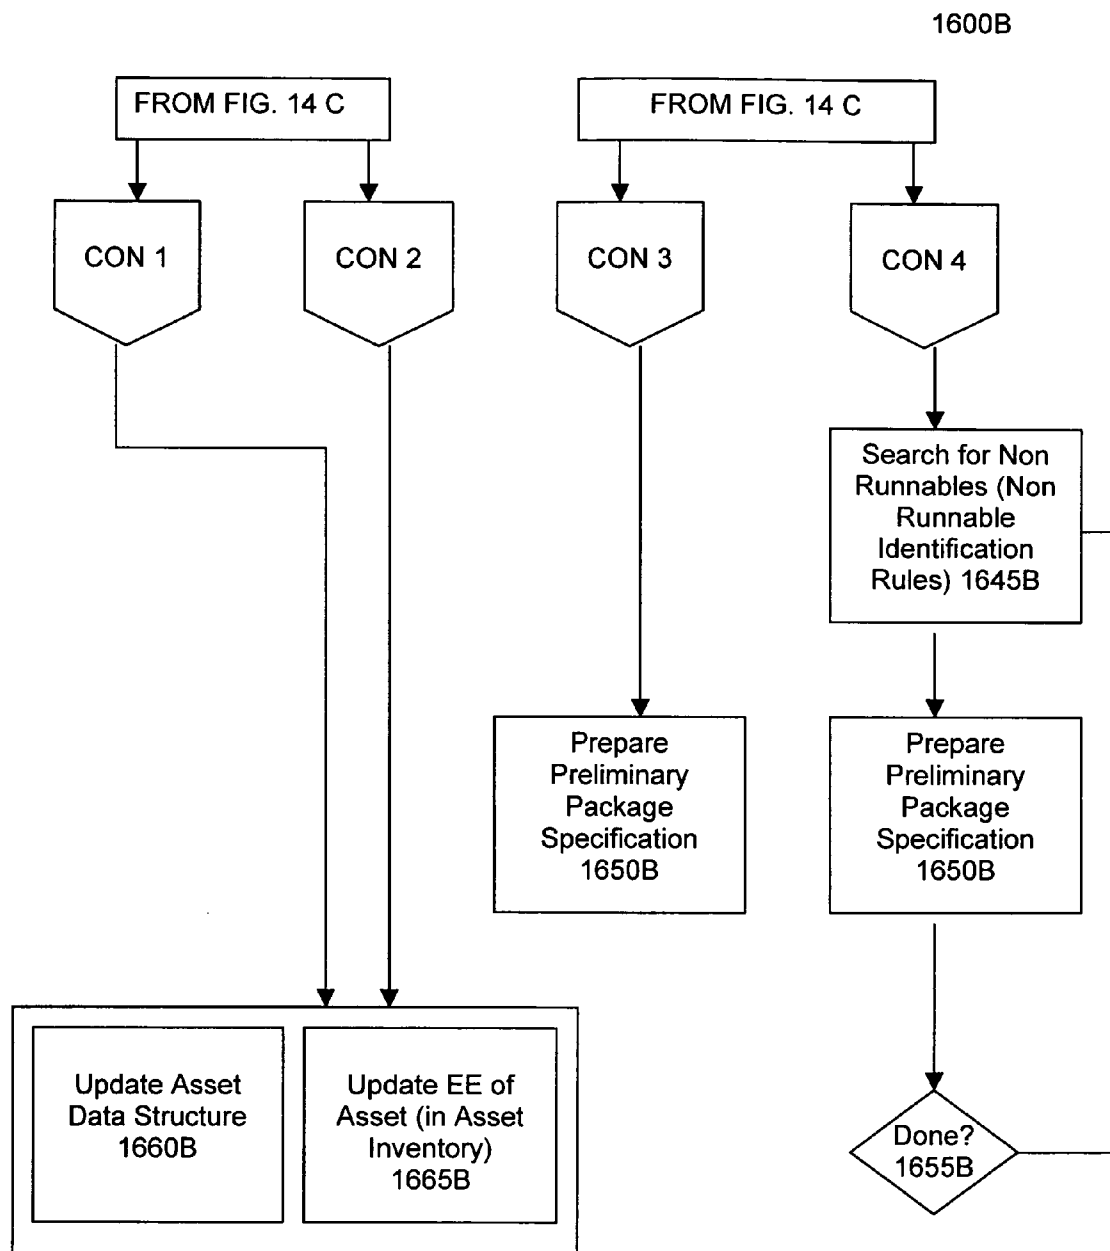 1600B
FROM FIG. 14 C
FROM FIG. 14 C
CON 1
CON 2
CON 3
CON 4
Search for Non
Runnables (Non
Runnable
Identification
Rules) 1645B
Prepare
Preliminary
Package
Specification
1650B
Prepare
Preliminary
Package
Specification
1650B
Update Asset
Data Structure
1660B
Update EE of
Asset (in Asset
Inventory)
1665B
Done?
1655B